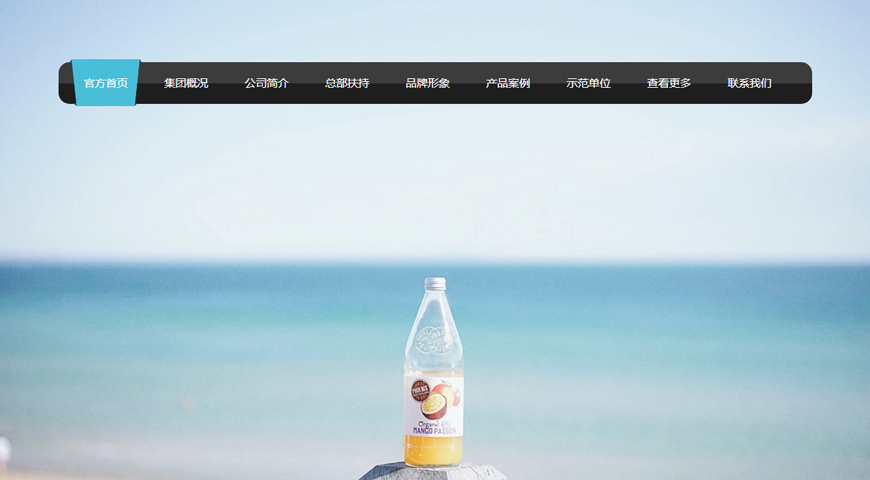 官方首页 集团概况 公司简介 总部扶持 品牌形象 产品案例 示范单位 查看更多 联系我们
PHOENIX
Organic
MANGO PASSION